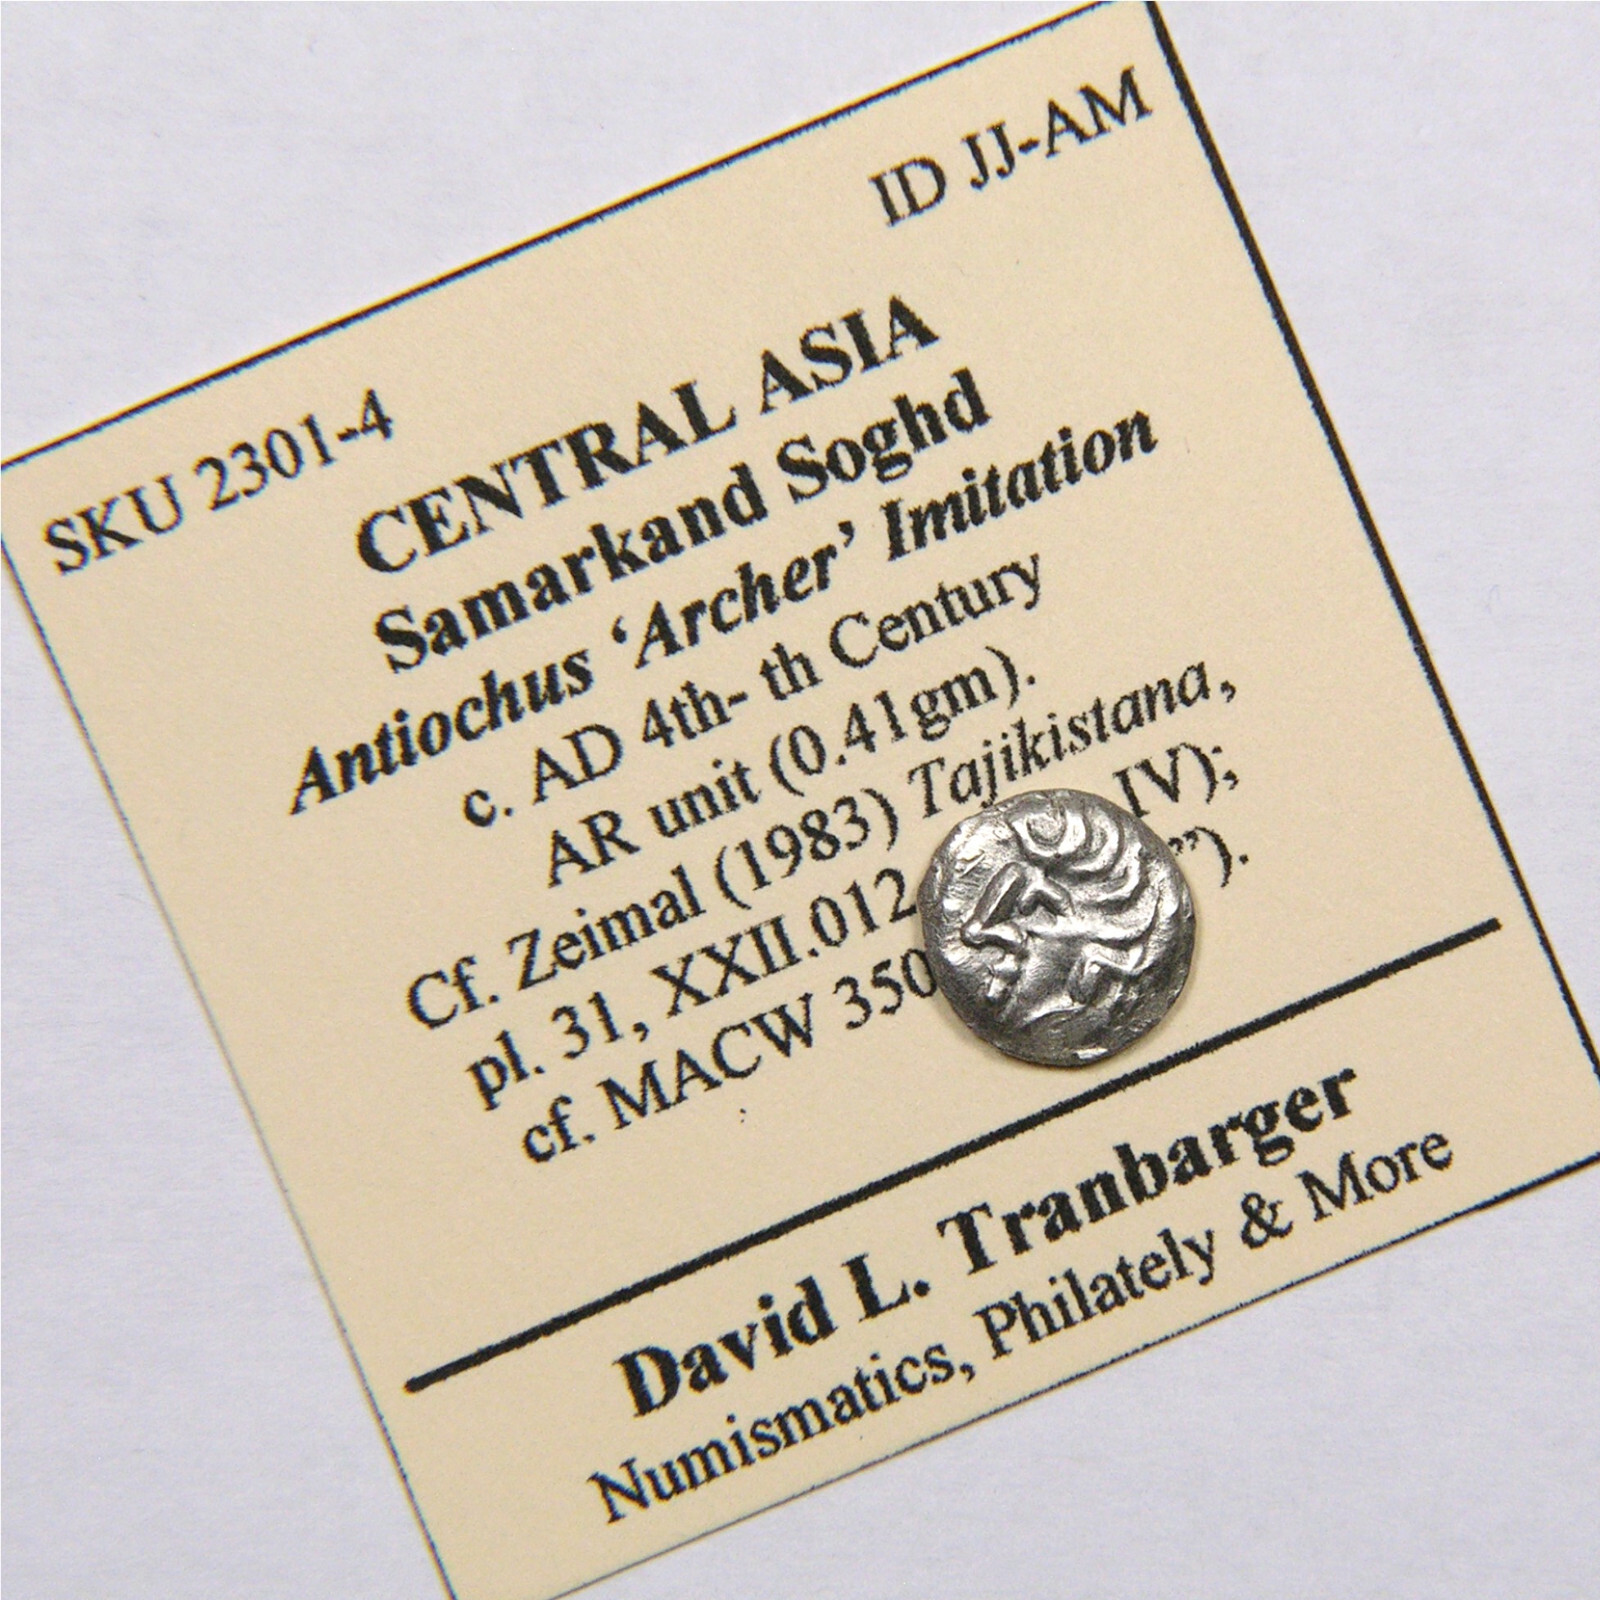 SKU 2301-4
ID JJ-AM
CENTRAL ASIA
Samarkand Soghd
Antiochus ‘Archer’ Imitation
c. AD 4th- th Century
AR unit (0.41gm).
Cf. Zeimal (1983) Tajikistana,
pl. 31, XXII.012 IV);
cf. MACW 350 ”).
David L. Tranbarger
Numismatics, Philately & More